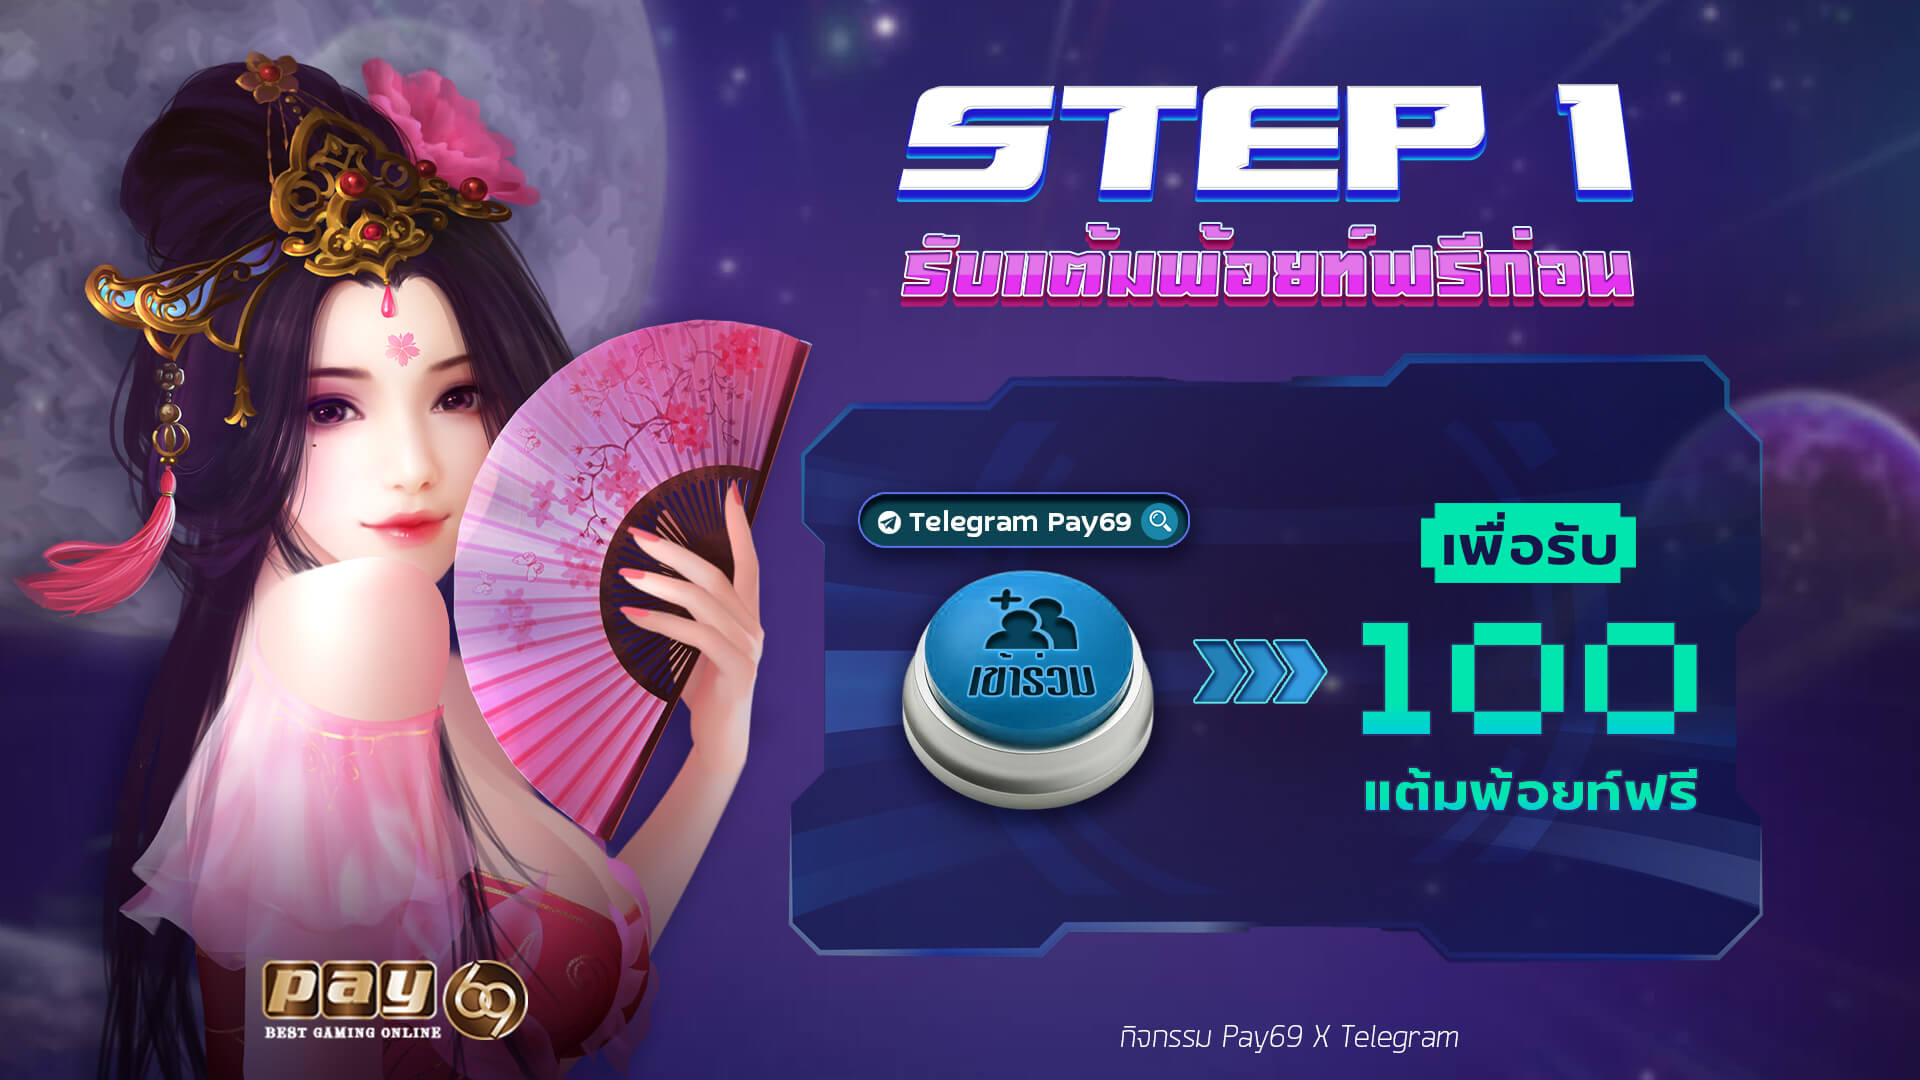 STEP 1
รับแต้มพ้อยท์ฟรีก่อน
Telegram Pay69
เข้าร่วม
เพื่อรับ
100
แต้มพ้อยท์ฟรี
pay69
BEST GAMING ONLINE
กิจกรรม Pay69 X Telegram